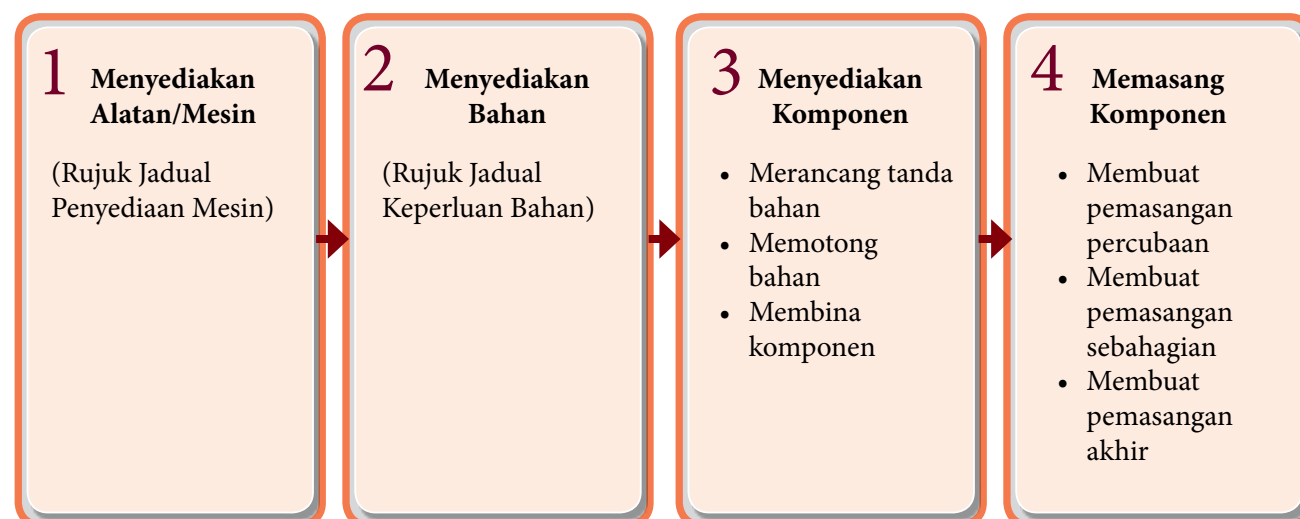 1 Menyediakan
Alatan/Mesin
(Rujuk Jadual
Penyediaan Mesin)
2 Menyediakan
Bahan
(Rujuk Jadual
Keperluan Bahan)
3 Menyediakan
Komponen
• Merancang tanda
bahan
• Memotong
bahan
• Membina
komponen
4 Memasang
Komponen
• Membuat
pemasangan
percubaan
• Membuat
pemasangan
sebahagian
• Membuat
pemasangan
akhir